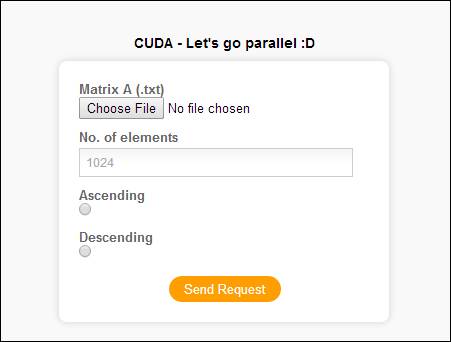 CUDA - Let's go parallel :D
Matrix A (.txt)
Choose File No file chosen
No. of elements
1024
Ascending
Descending
Send Request